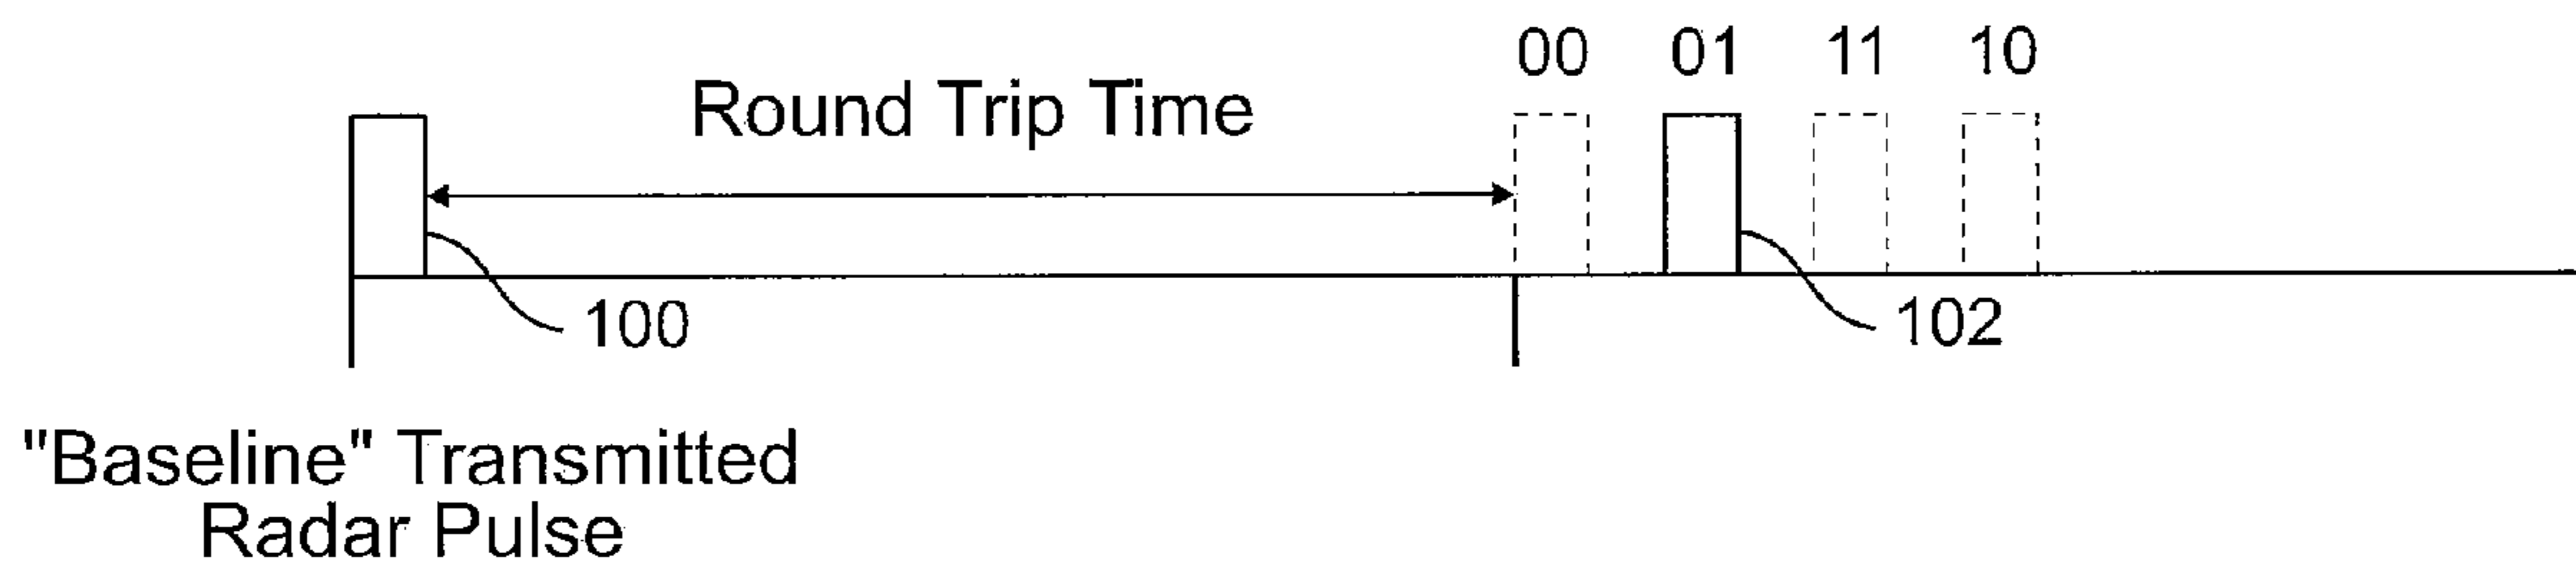 00 01 11 10
Round Trip Time
100
102
"Baseline" Transmitted
Radar Pulse